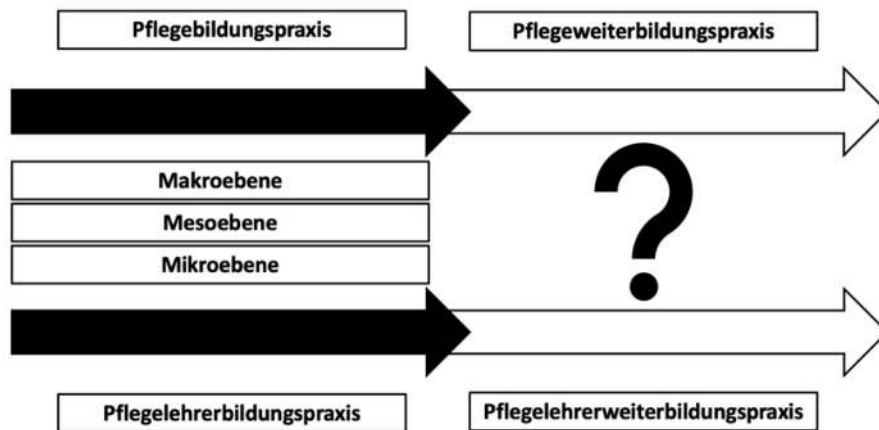 Pflegebildungspraxis
Pflegeweiterbildungspraxis
Makroebene
Mesoebene
Mikroebene
?
Pflegelehrerbildungspraxis
Pflegelehrerweiterbildungspraxis